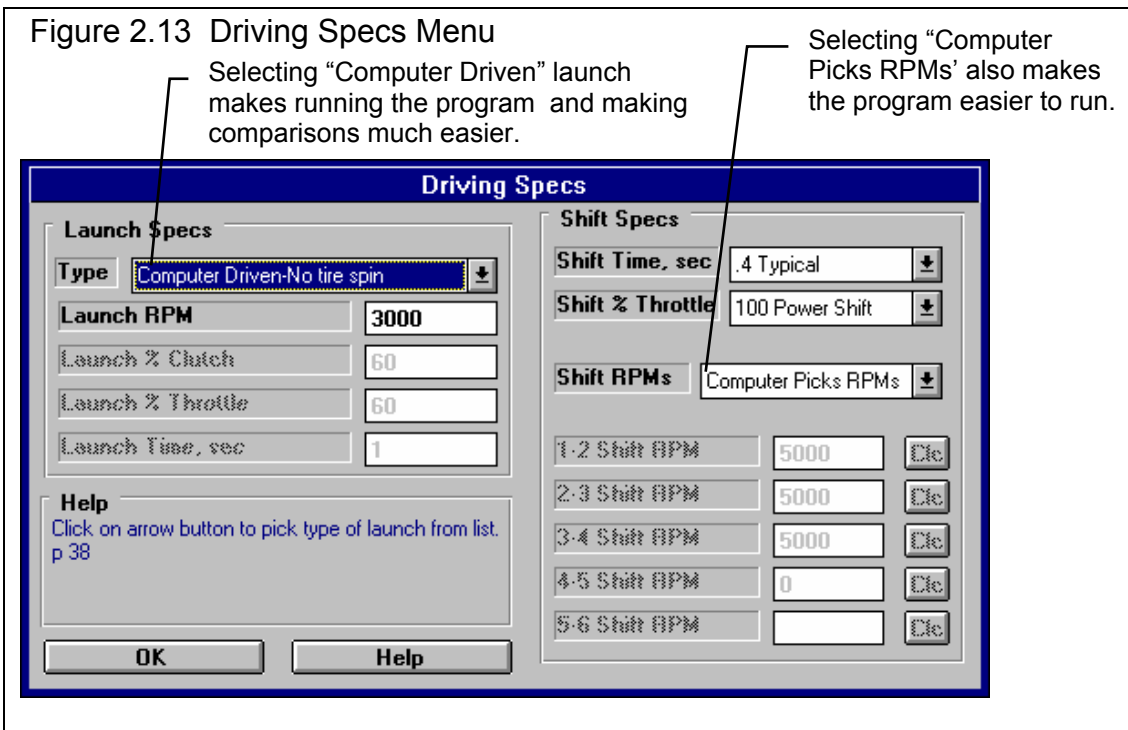 Figure 2.13  Driving Specs Menu
Selecting “Computer Driven” launch
makes running the program  and making
comparisons much easier.
Selecting “Computer
Picks RPMs’ also makes
the program easier to run.
Driving Specs
Launch Specs
Type Computer Driven-No tire spin
Launch RPM 3000
Launch % Clutch 60
Launch % Throttle 60
Launch Time, sec 1
Help
Click on arrow button to pick type of launch from list.
p 38
OK Help
Shift Specs
Shift Time, sec .4 Typical
Shift % Throttle 100 Power Shift
Shift RPMs Computer Picks RPMs
1-2 Shift RPM 5000 Clc
2-3 Shift RPM 5000 Clc
3-4 Shift RPM 5000 Clc
4-5 Shift RPM 0 Clc
5-6 Shift RPM Clc